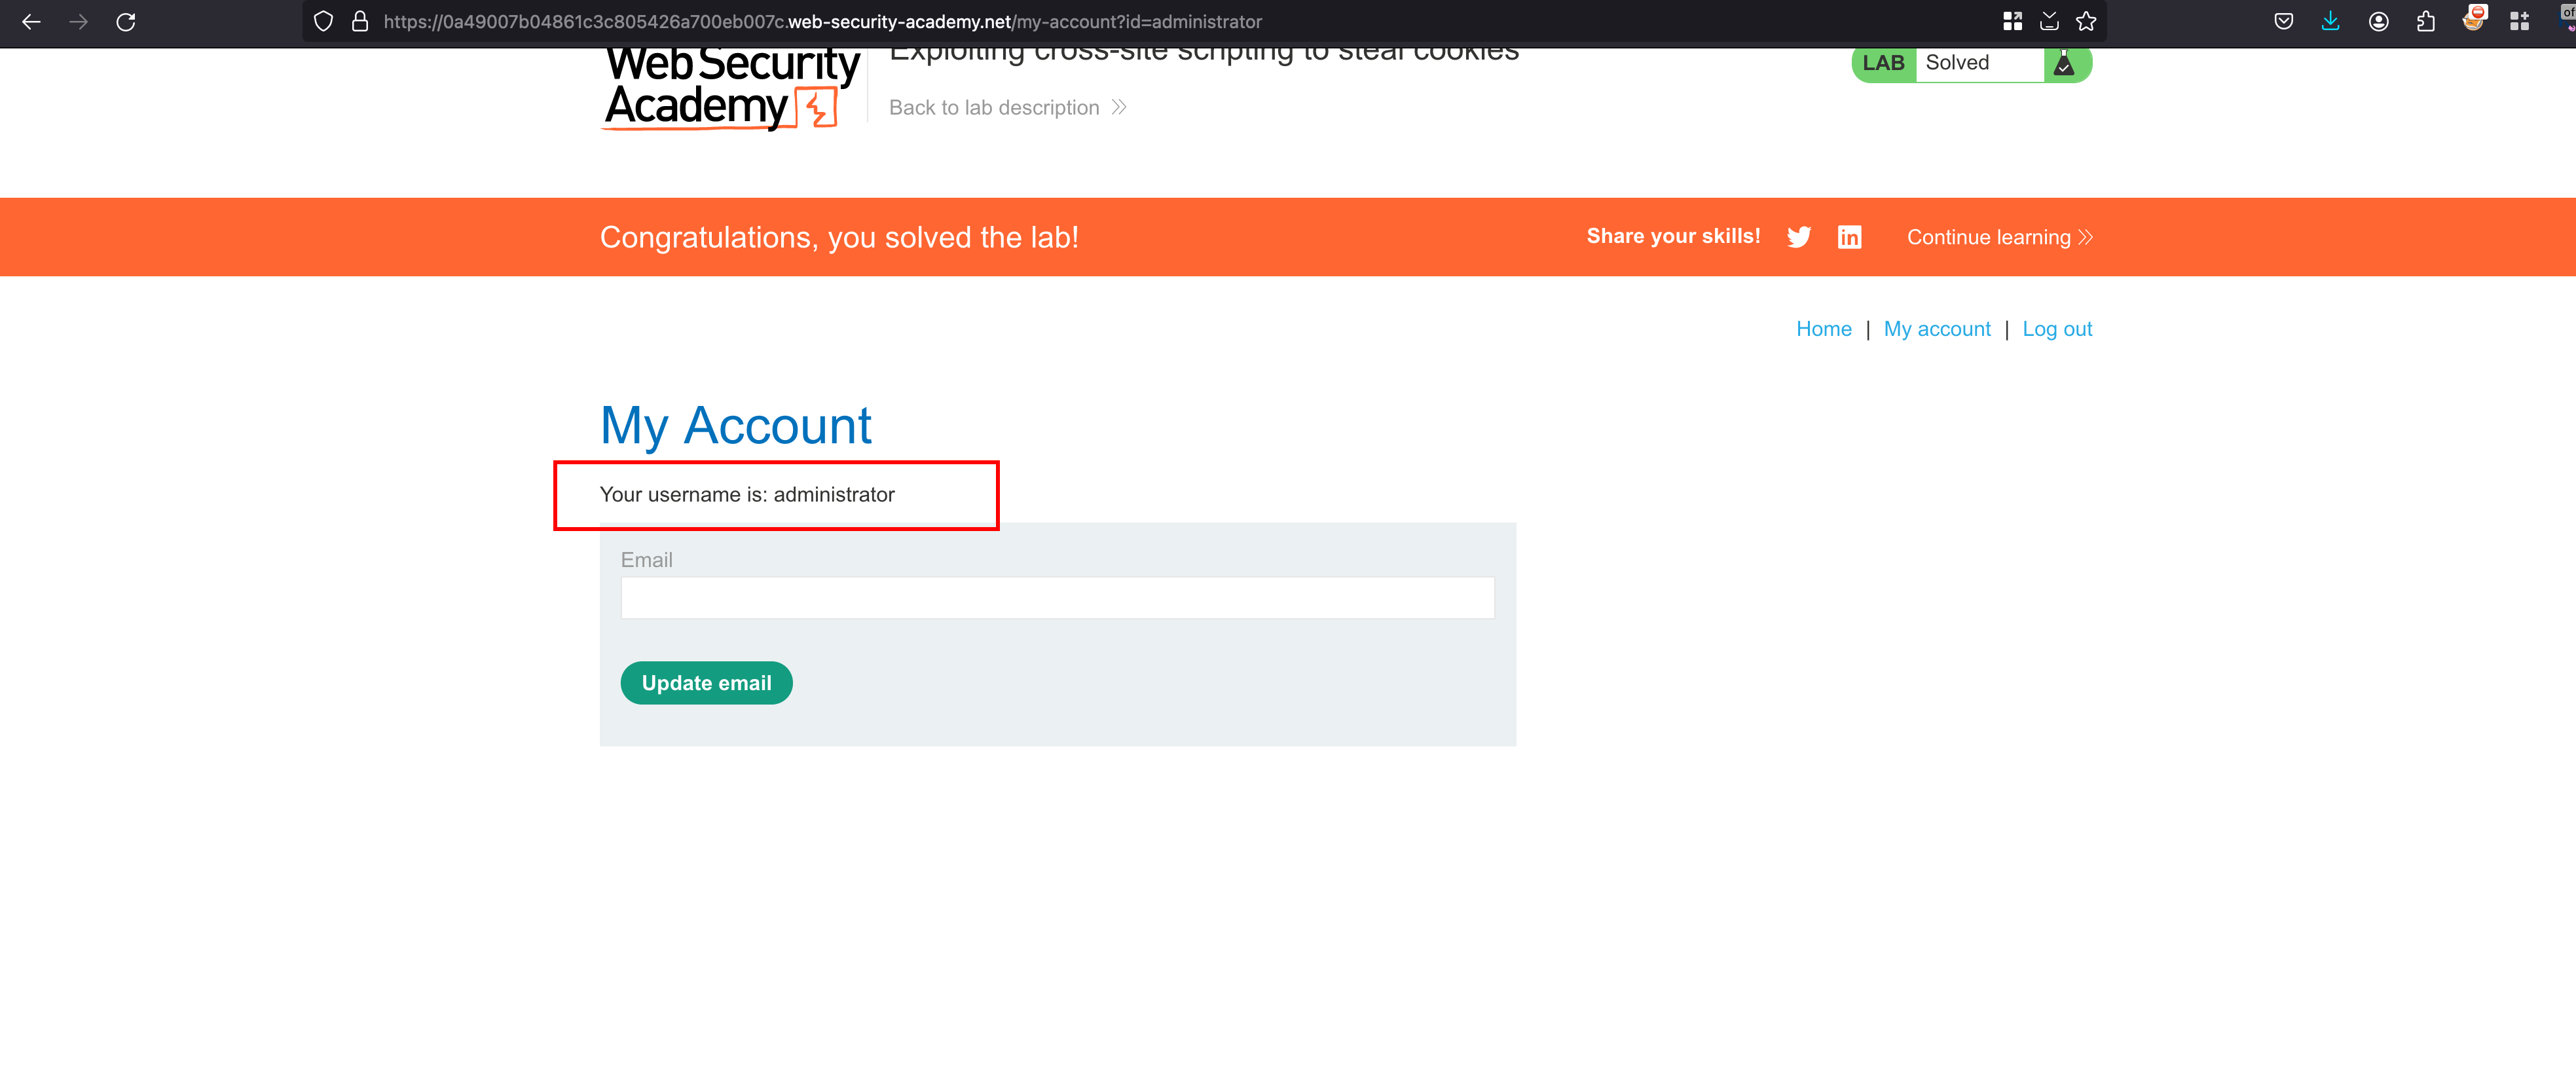 https://0a49007b04861c3c805426a700eb007c.web-security-academy.net/my-account?id=administrator
of
Web Security
Academy
Exploiting cross-site scripting to steal cookies
Back to lab description
LAB Solved
Congratulations, you solved the lab!
Share your skills!
Continue learning
Home | My account | Log out
My Account
Your username is: administrator
Email
Update email